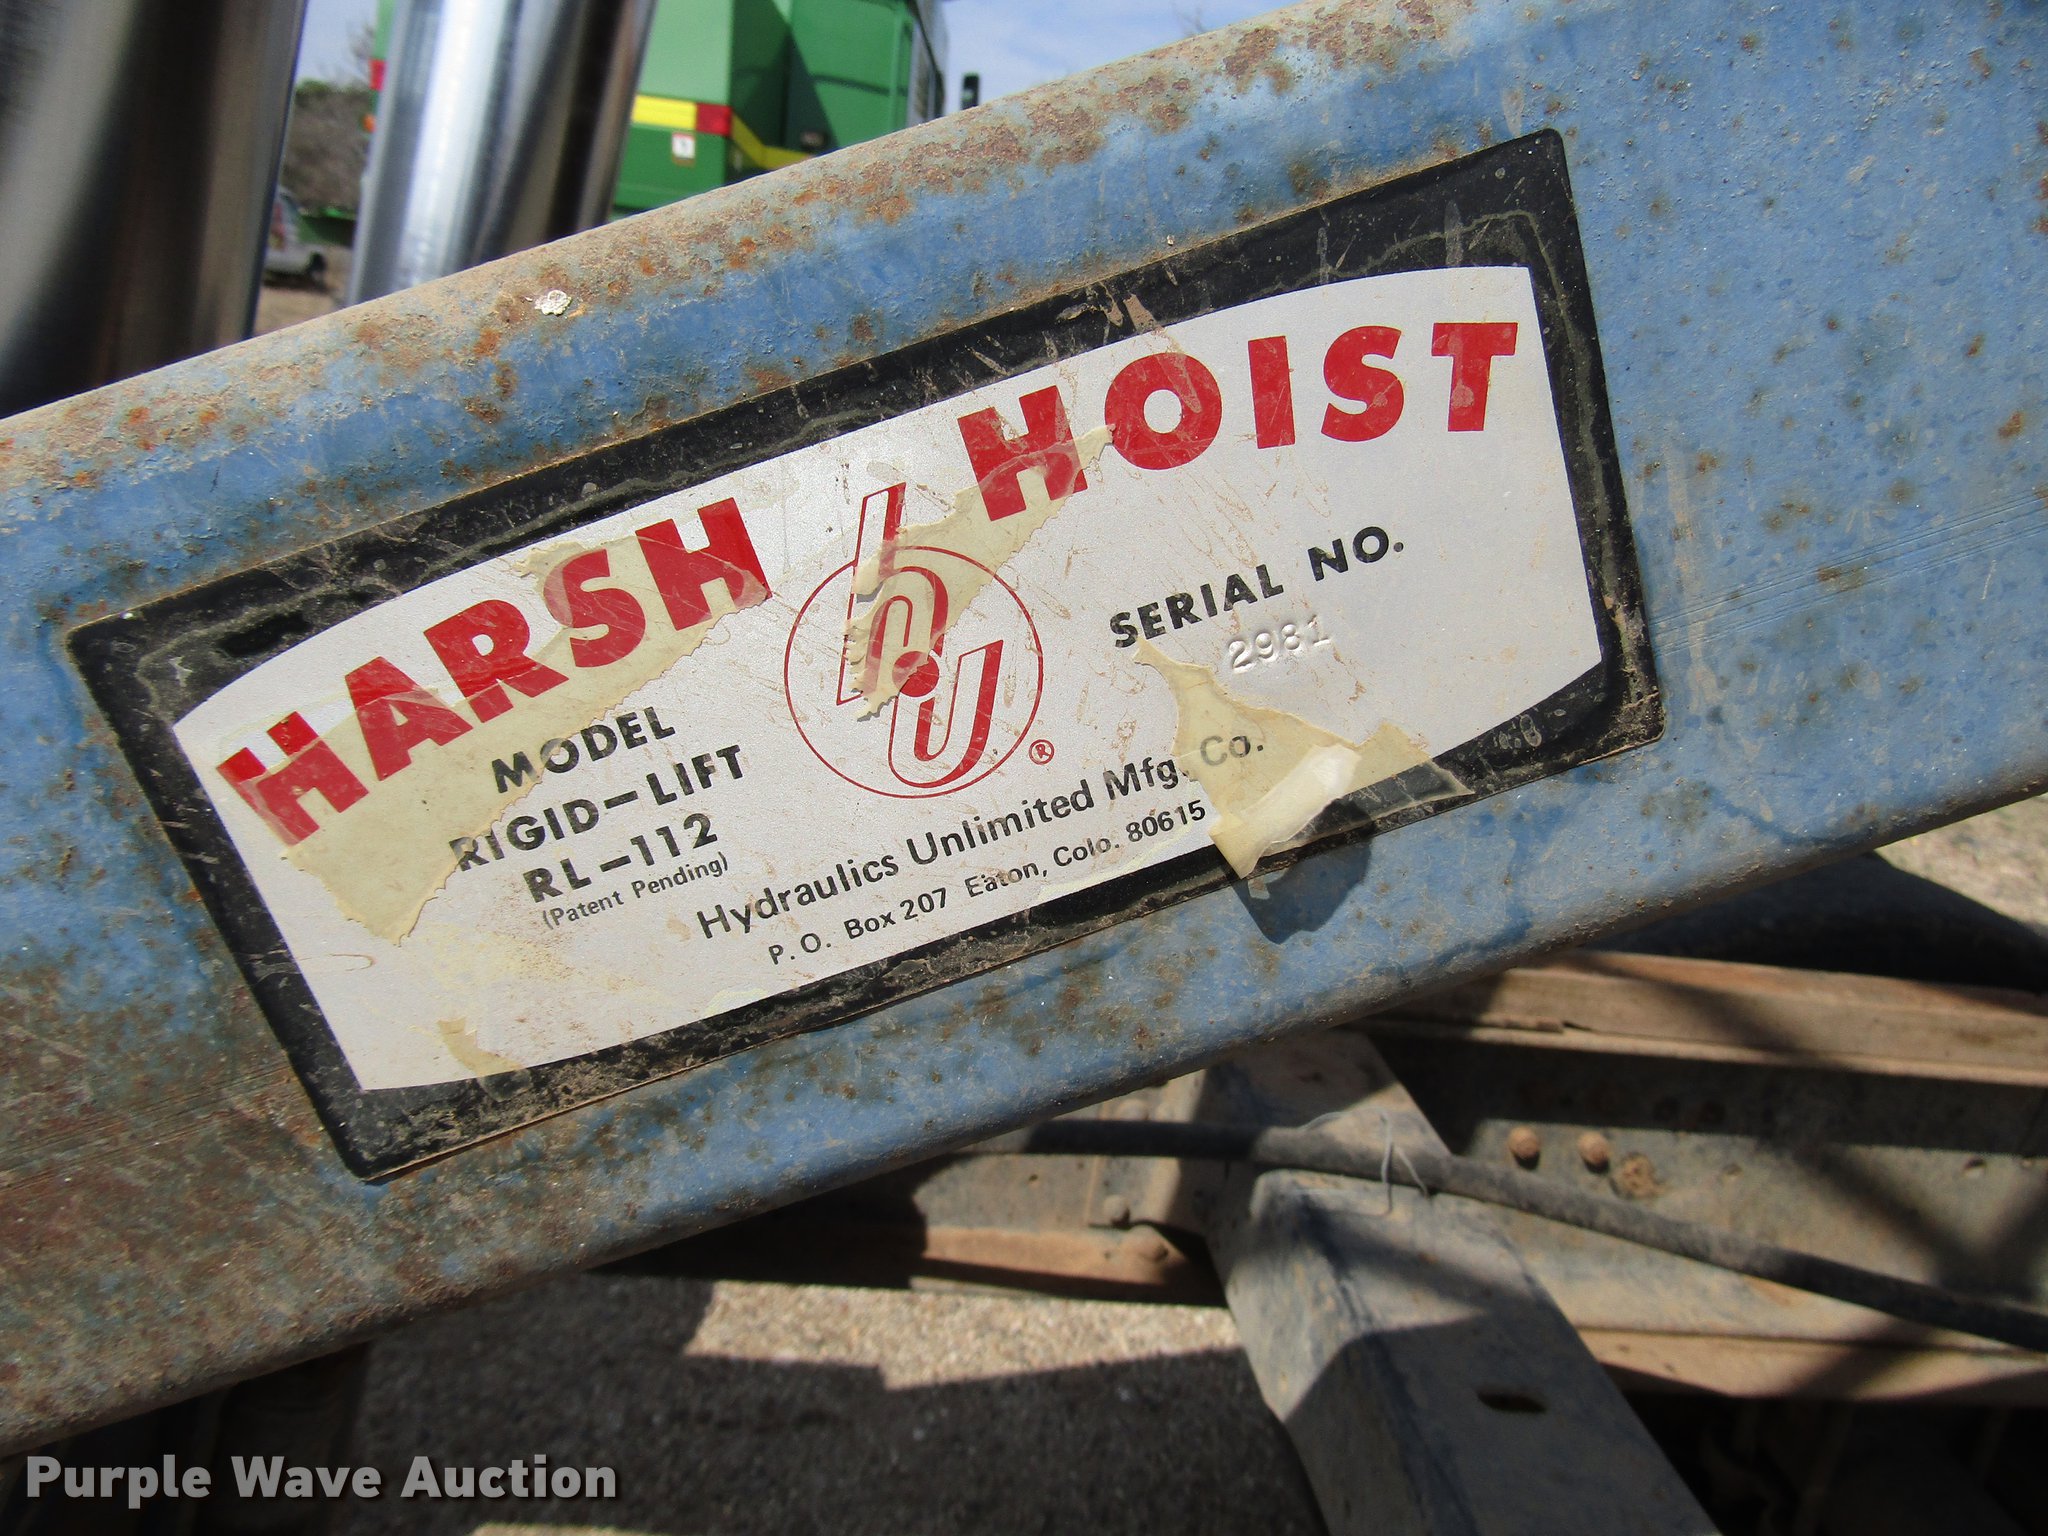 HARSH HOIST
MODEL
RIGID-LIFT
RL-112
(Patent Pending)
hu ®
SERIAL NO.
2981
Hydraulics Unlimited Mfg. Co.
P. O. Box 207 Eaton, Colo. 80615
Purple Wave Auction